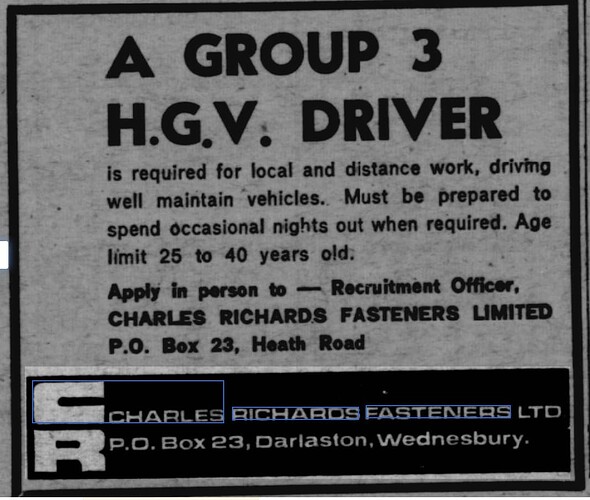 A GROUP 3
H.G.V. DRIVER
is required for local and distance work, driving
well maintain vehicles. Must be prepared to
spend occasional nights out when required. Age
limit 25 to 40 years old.
Apply in person to — Recruitment Officer,
CHARLES RICHARDS FASTENERS LIMITED
P.O. Box 23, Heath Road
CR
CHARLES RICHARDS FASTENERS LTD
P.O. Box 23, Darlaston, Wednesbury.